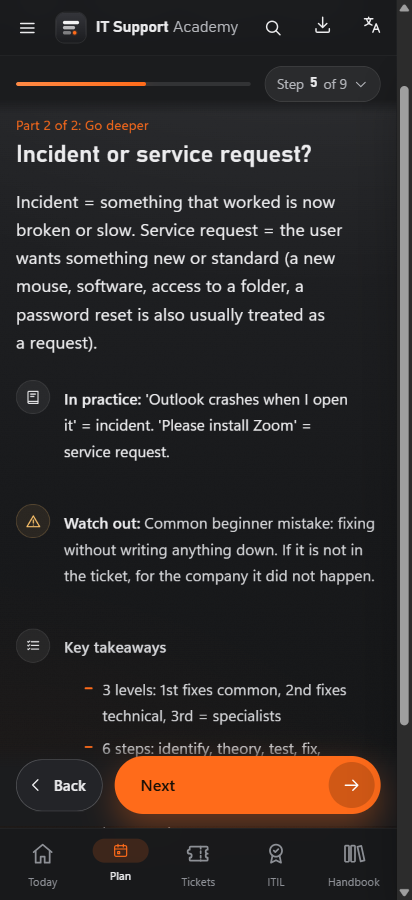 IT Support Academy
Step 5 of 9
Part 2 of 2: Go deeper
Incident or service request?
Incident = something that worked is now
broken or slow. Service request = the user
wants something new or standard (a new
mouse, software, access to a folder, a
password reset is also usually treated as
a request).
In practice: 'Outlook crashes when I open
it' = incident. 'Please install Zoom' =
service request.
Watch out: Common beginner mistake: fixing
without writing anything down. If it is not in
the ticket, for the company it did not happen.
Key takeaways
3 levels: 1st fixes common, 2nd fixes
technical, 3rd = specialists
6 steps: identify, theory, test, fix,
Back
Next
Today
Plan
Tickets
ITIL
Handbook